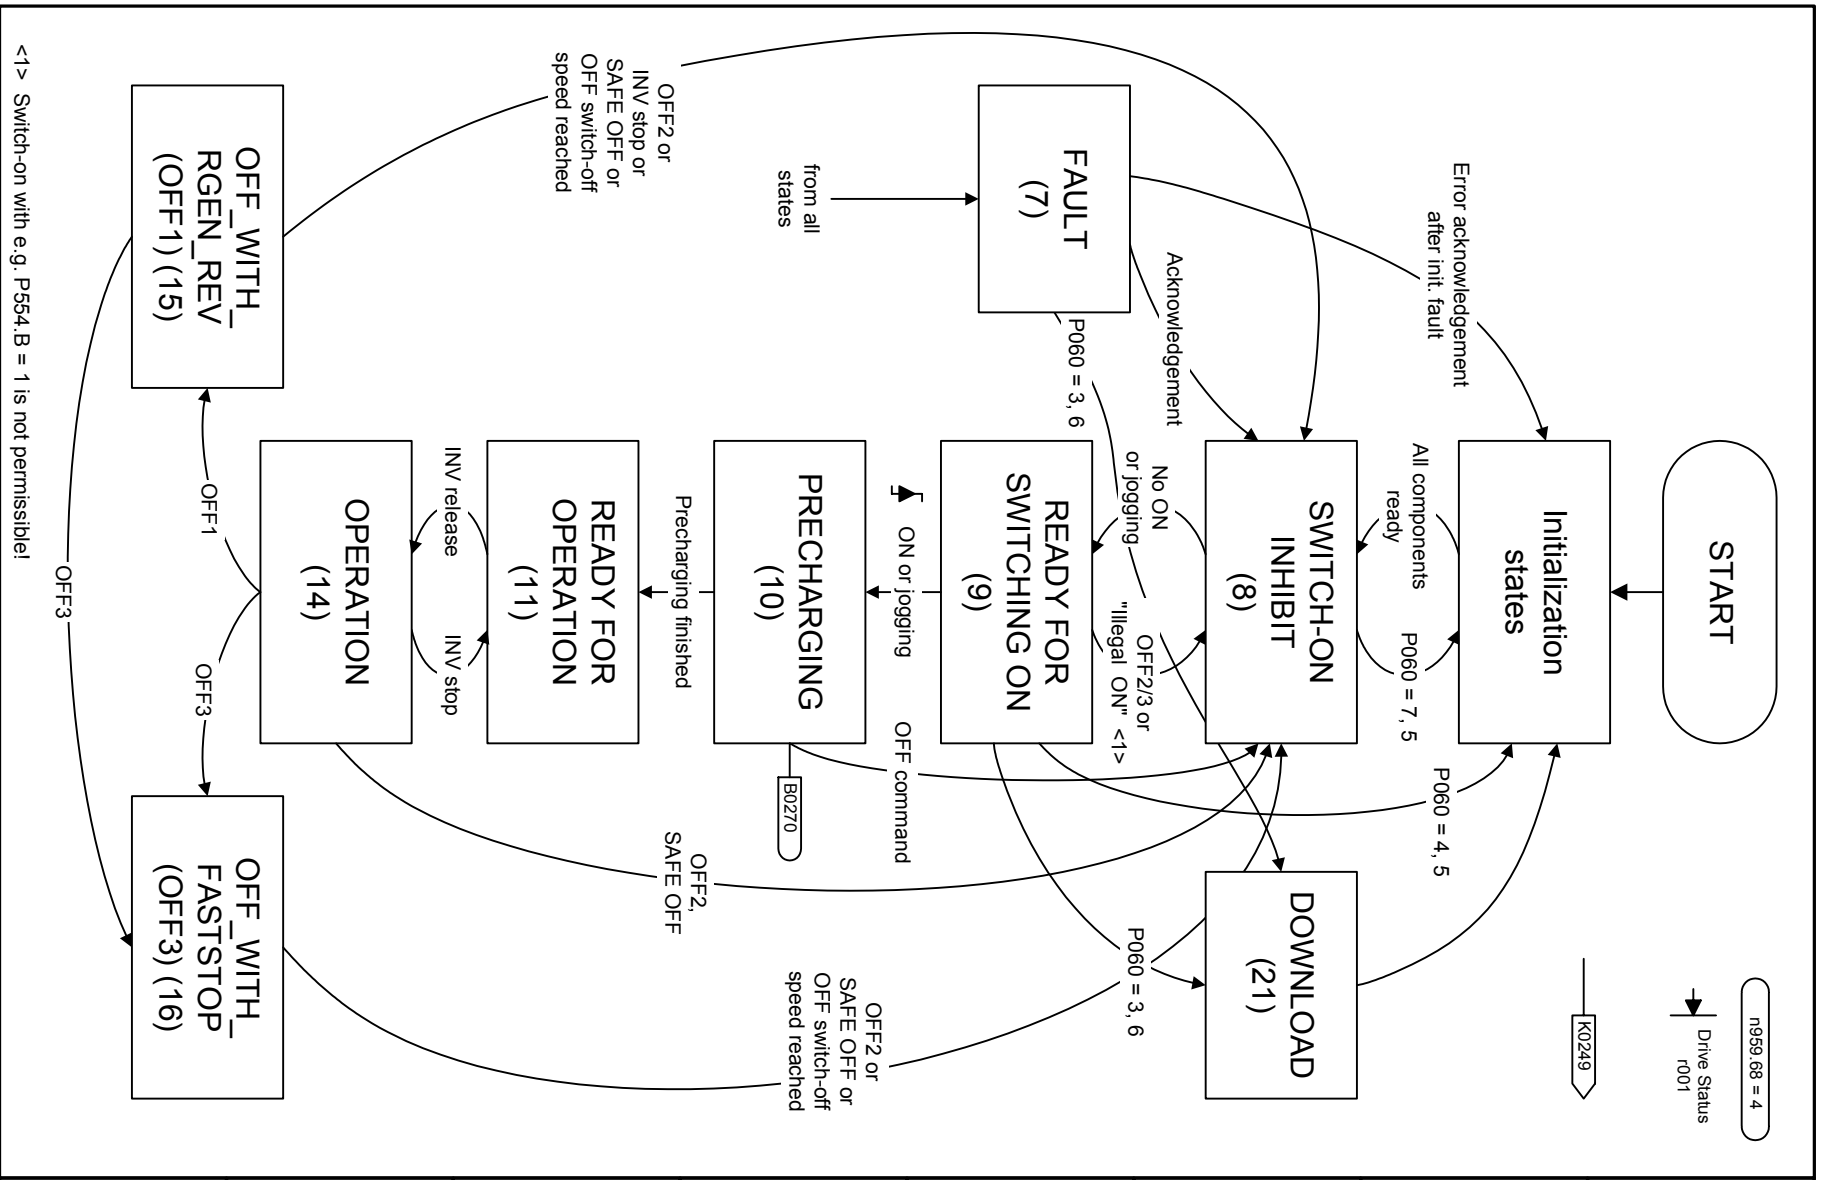 n959.68 = 4
Drive Status
r001
K0249
START
Initialization
states
Error acknowledgement
after init. fault
All components
ready
P060 = 7, 5
P060 = 4, 5
SWITCH-ON
INHIBIT
(8)
DOWNLOAD
(21)
FAULT
(7)
from all
states
Acknowledgement
P060 = 3, 6
No ON
or jogging
OFF2/3 or
"Illegal ON" <1>
P060 = 3, 6
READY FOR
SWITCHING ON
(9)
ON or jogging
OFF command
PRECHARGING
(10)
B0270
Precharging finished
OFF2 or
SAFE OFF or
OFF switch-off
speed reached
OFF2 or
INV stop or
SAFE OFF or
OFF switch-off
speed reached
READY FOR
OPERATION
(11)
OFF2,
SAFE OFF
INV release
INV stop
OPERATION
(14)
OFF1
OFF3
OFF_WITH_
RGEN_REV
(OFF1) (15)
OFF_WITH_
FASTSTOP
(OFF3) (16)
OFF3
<1> Switch-on with e.g. P554.B = 1 is not permissible!